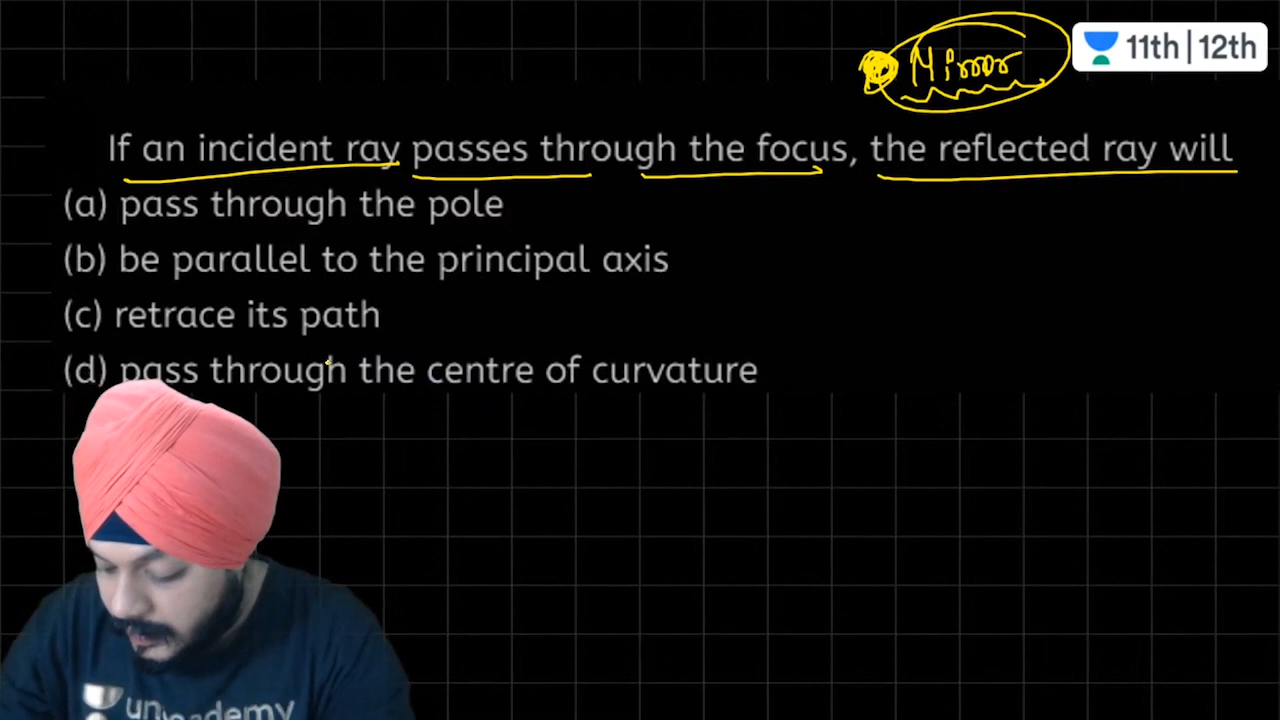 Mirror
11th | 12th
If an incident ray passes through the focus, the reflected ray will
(a) pass through the pole
(b) be parallel to the principal axis
(c) retrace its path
(d) pass through the centre of curvature
unacademy